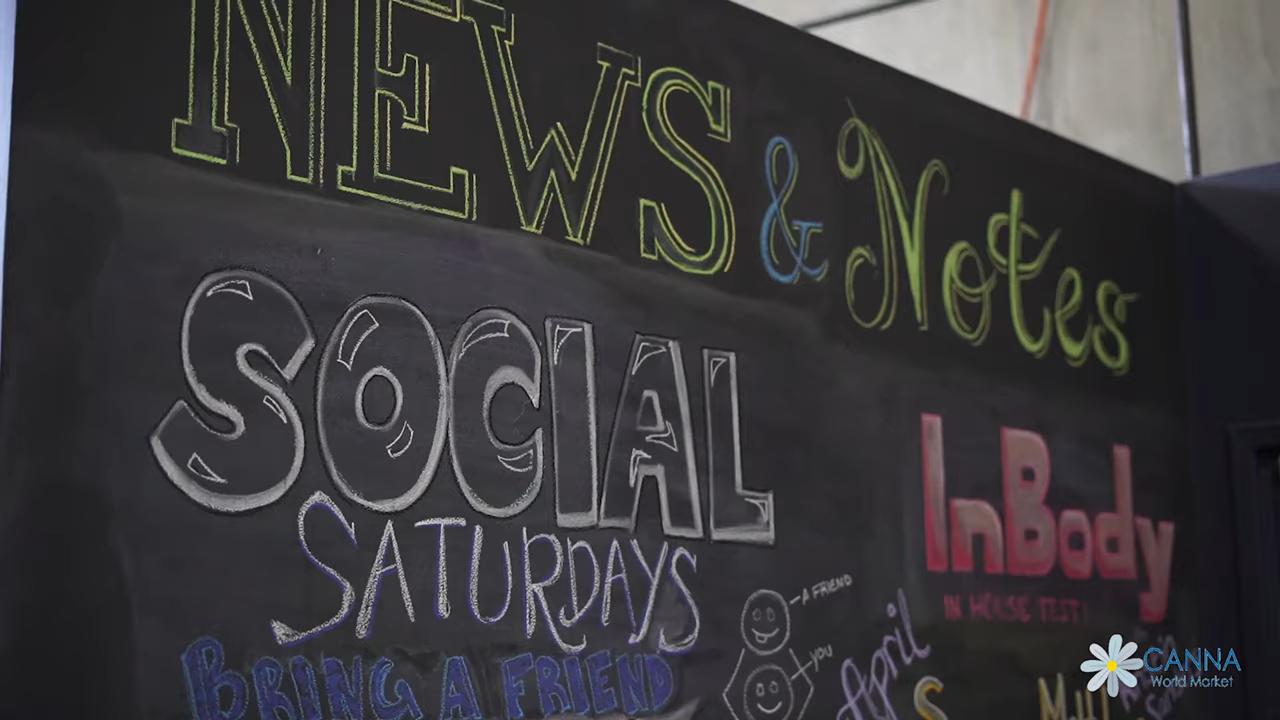 NEWS & Notes
SOCIAL
SATURDAYS
BRING A FRIEND
A FRIEND
YOU
InBody
IN HOUSE TEST!
April
CANNA
World Market